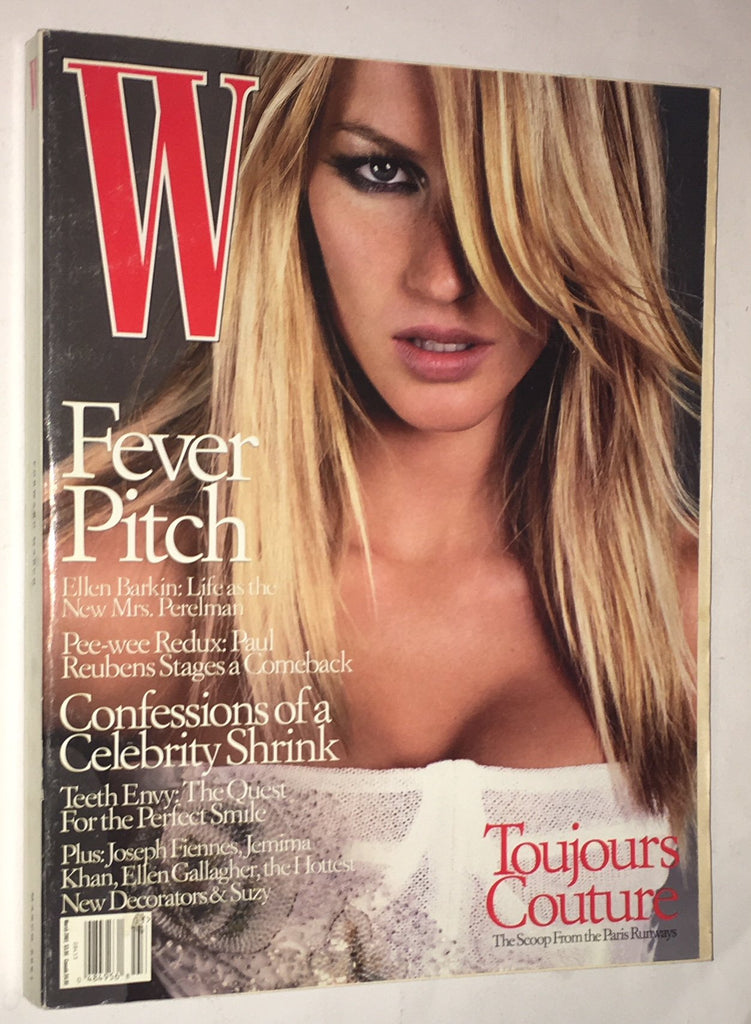 W
Fever
Pitch
Ellen Barkin: Life as the
New Mrs. Perelman
Pee-wee Redux: Paul
Reubens Stages a Comeback
Confessions of a
Celebrity Shrink
Teeth Envy: The Quest
For the Perfect Smile
Plus: Joseph Fiennes, Jemima
Khan, Ellen Gallagher, the Hottest
New Decorators & Suzy
Toujours
Couture
The Scoop From the Paris Runways